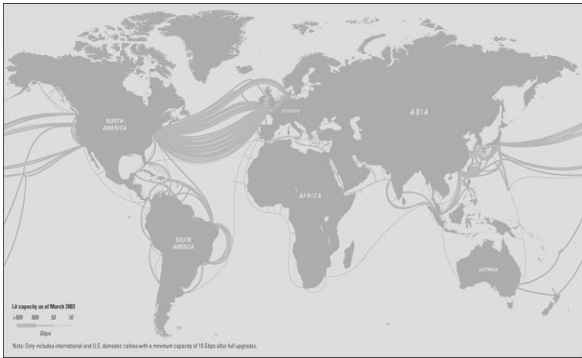 NORTH
AMERICA
EUROPE
ASIA
AFRICA
SOUTH
AMERICA
AUSTRALIA
Lit capacity as of March 2003
>500 500 50 10
Gbps
Note: Only includes international and U.S. domestic cables with a minimum capacity of 10 Gbps after full upgrades.